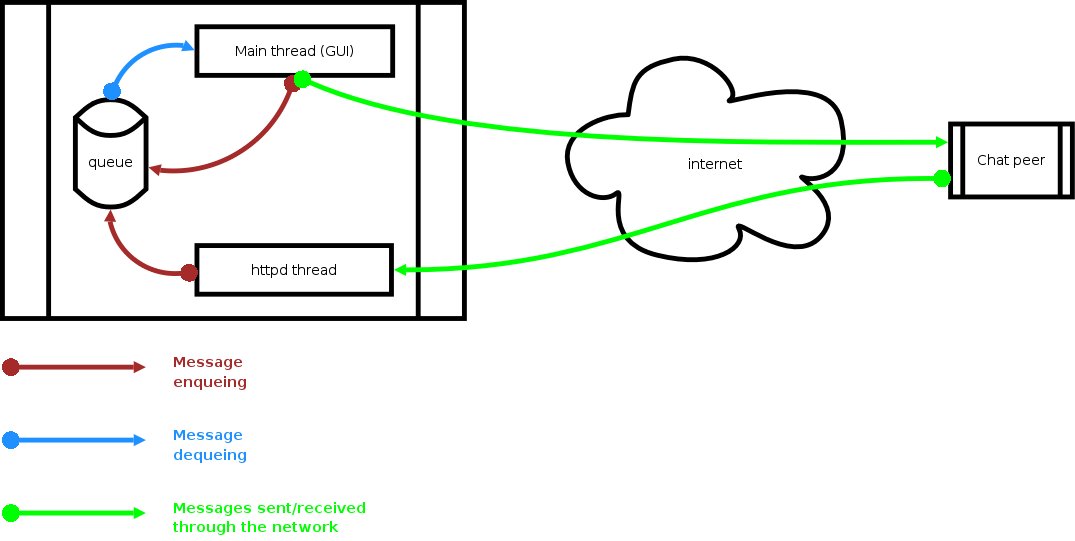 Main thread (GUI)
queue
internet
Chat peer
httpd thread
Message
enqueing
Message
dequeing
Messages sent/received
through the network